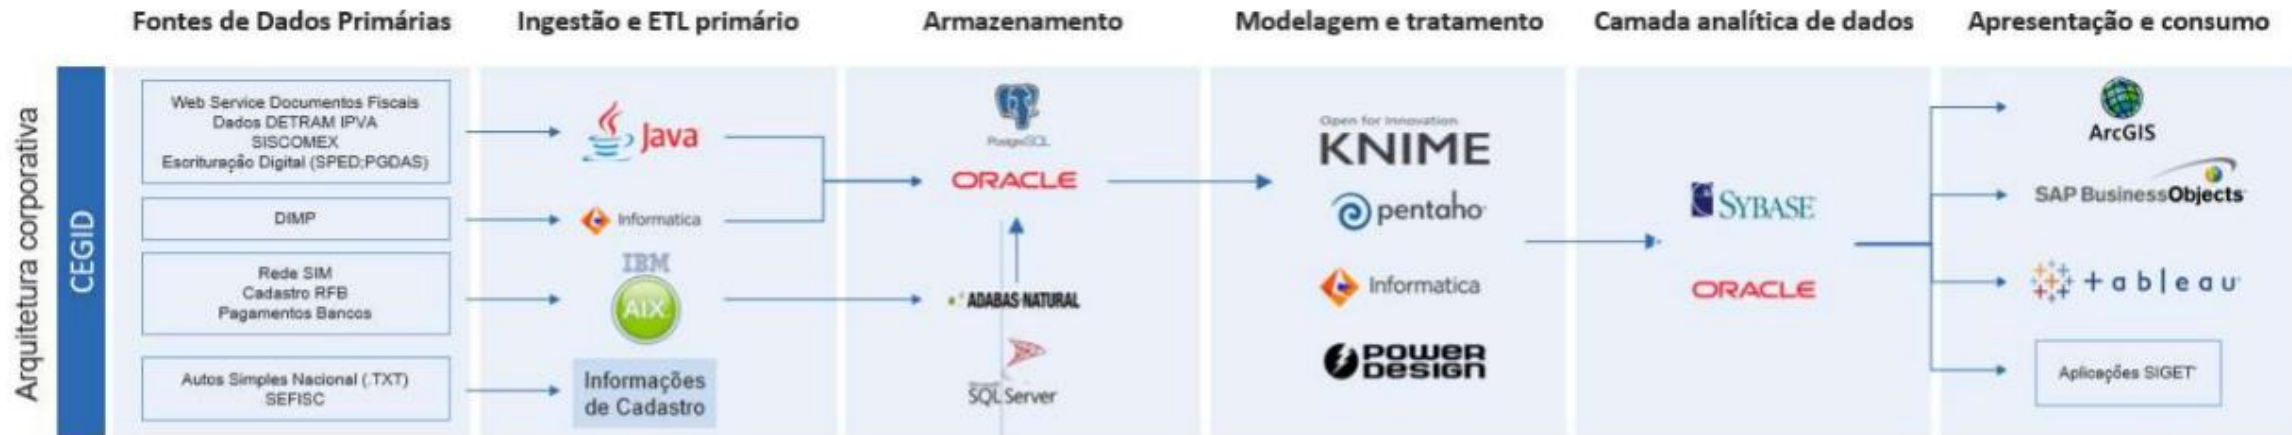 Fontes de Dados Primárias
Ingestão e ETL primário
Armazenamento
Modelagem e tratamento
Camada analítica de dados
Apresentação e consumo
Arquitetura corporativa
CEGID
Web Service Documentos Fiscais
Dados DETRAM IPVA
SISCOMEX
Escrituração Digital (SPED;PGDAS)
DIMP
Rede SIM
Cadastro RFB
Pagamentos Bancos
Autos Simples Nacional (.TXT)
SEFISC
Java
Informatica
IBM
AIX
Informações
de Cadastro
PostgreSQL
ORACLE
ADABAS NATURAL
Microsoft
SQL Server
Open for Innovation
KNIME
pentaho
Informatica
POWER
DESIGN
SYBASE
ORACLE
ArcGIS
SAP BusinessObjects
+ a b l e a u
Aplicações SIGET